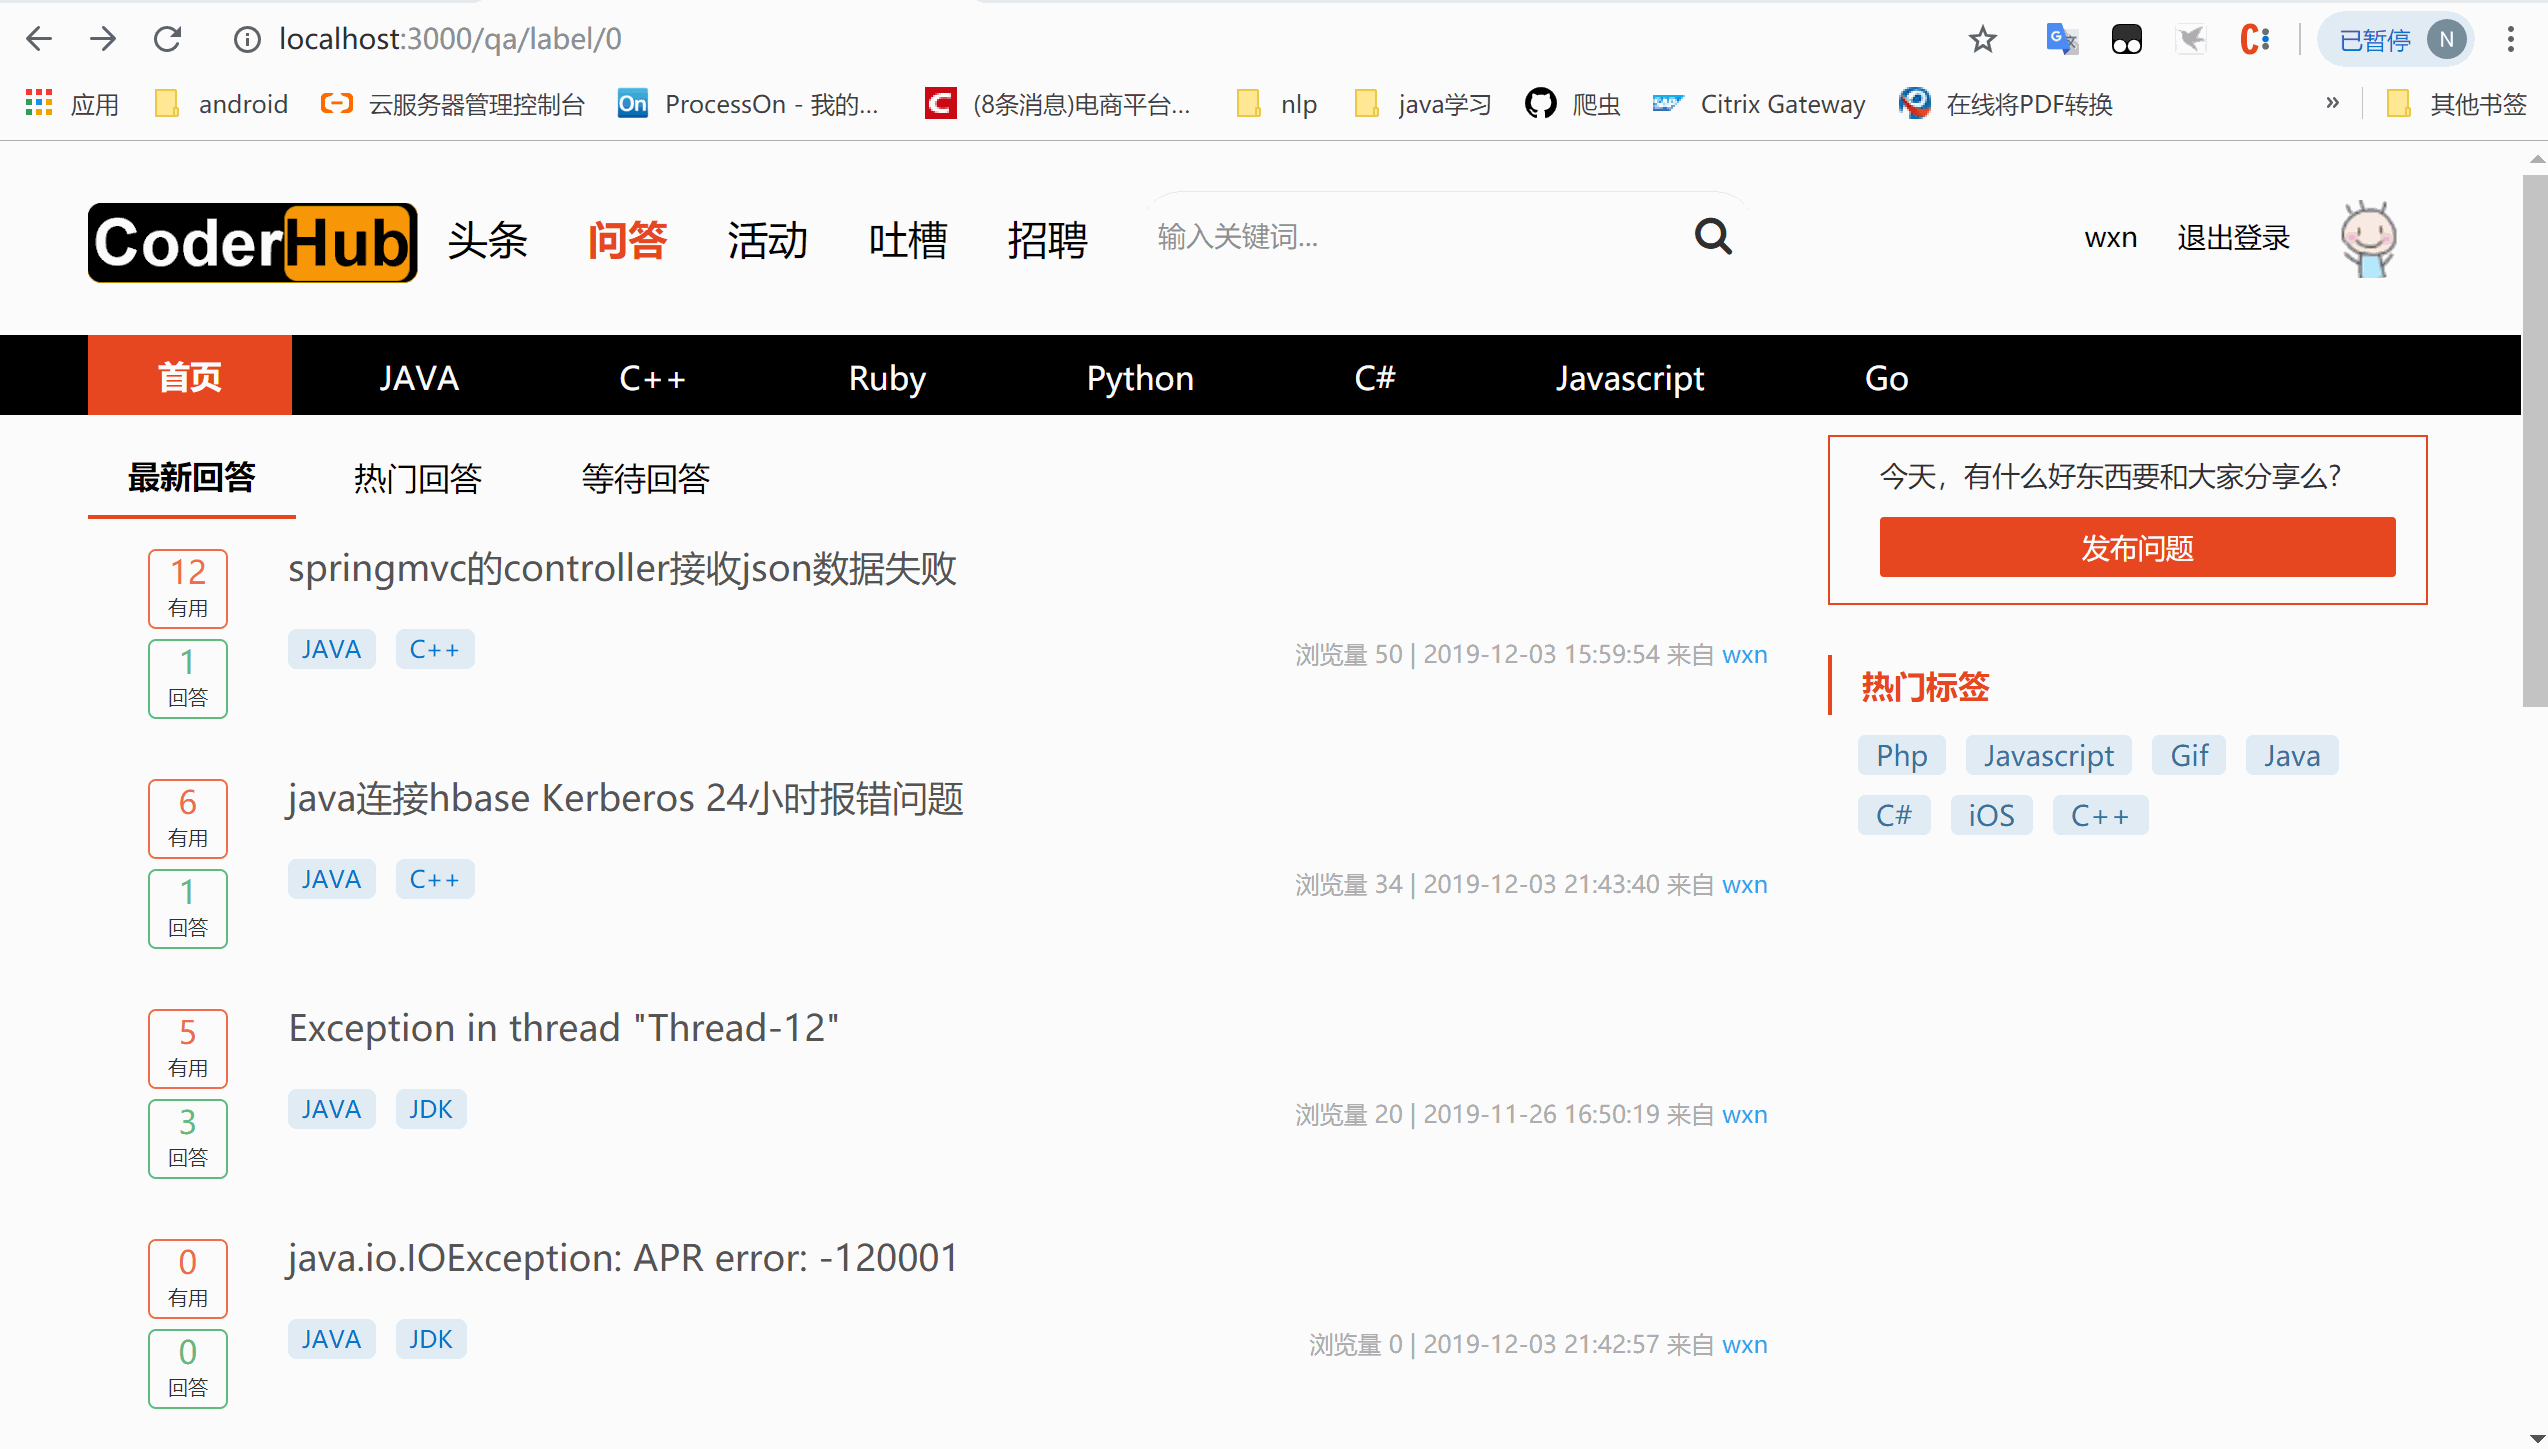 localhost:3000/qa/label/0
已暂停 N
应用 android 云服务器管理控制台 On ProcessOn - 我的... (8条消息)电商平台... nlp java学习 爬虫 SAP Citrix Gateway 在线将PDF转换 » 其他书签
CoderHub 头条 问答 活动 吐槽 招聘 输入关键词... wxn 退出登录
首页 JAVA C++ Ruby Python C# Javascript Go
最新回答 热门回答 等待回答
今天，有什么好东西要和大家分享么？
发布问题
12
有用
springmvc的controller接收json数据失败
1
回答
JAVA C++
浏览量 50 | 2019-12-03 15:59:54 来自 wxn
热门标签
Php Javascript Gif Java
C# iOS C++
6
有用
java连接hbase Kerberos 24小时报错问题
1
回答
JAVA C++
浏览量 34 | 2019-12-03 21:43:40 来自 wxn
5
有用
Exception in thread "Thread-12"
3
回答
JAVA JDK
浏览量 20 | 2019-11-26 16:50:19 来自 wxn
0
有用
java.io.IOException: APR error: -120001
0
回答
JAVA JDK
浏览量 0 | 2019-12-03 21:42:57 来自 wxn